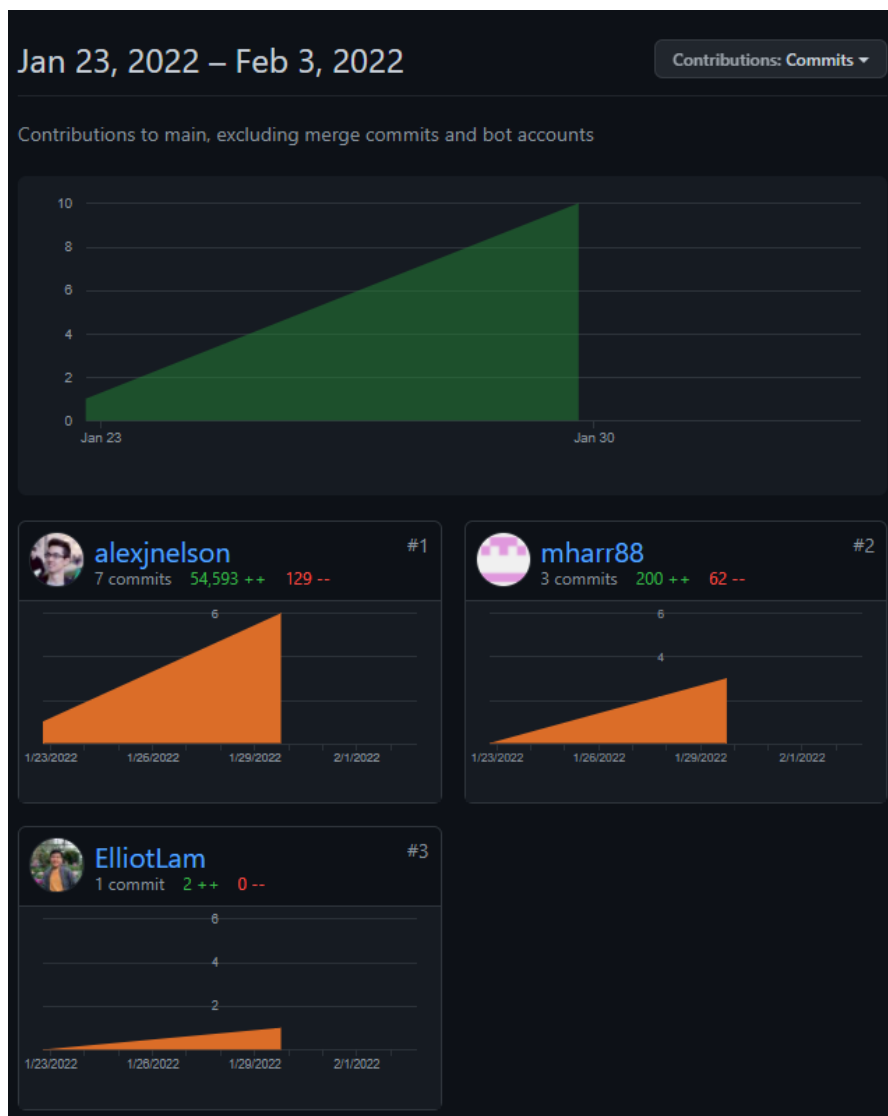 Jan 23, 2022 – Feb 3, 2022
Contributions: Commits
Contributions to main, excluding merge commits and bot accounts
10
8
6
4
2
0
Jan 23
Jan 30
alexjnelson
#1
7 commits 54,593 ++ 129 --
6
1/23/2022 1/26/2022 1/29/2022 2/1/2022
mharr88
#2
3 commits 200 ++ 62 --
6
4
1/23/2022 1/26/2022 1/29/2022 2/1/2022
ElliotLam
#3
1 commit 2 ++ 0 --
6
4
2
1/23/2022 1/26/2022 1/29/2022 2/1/2022